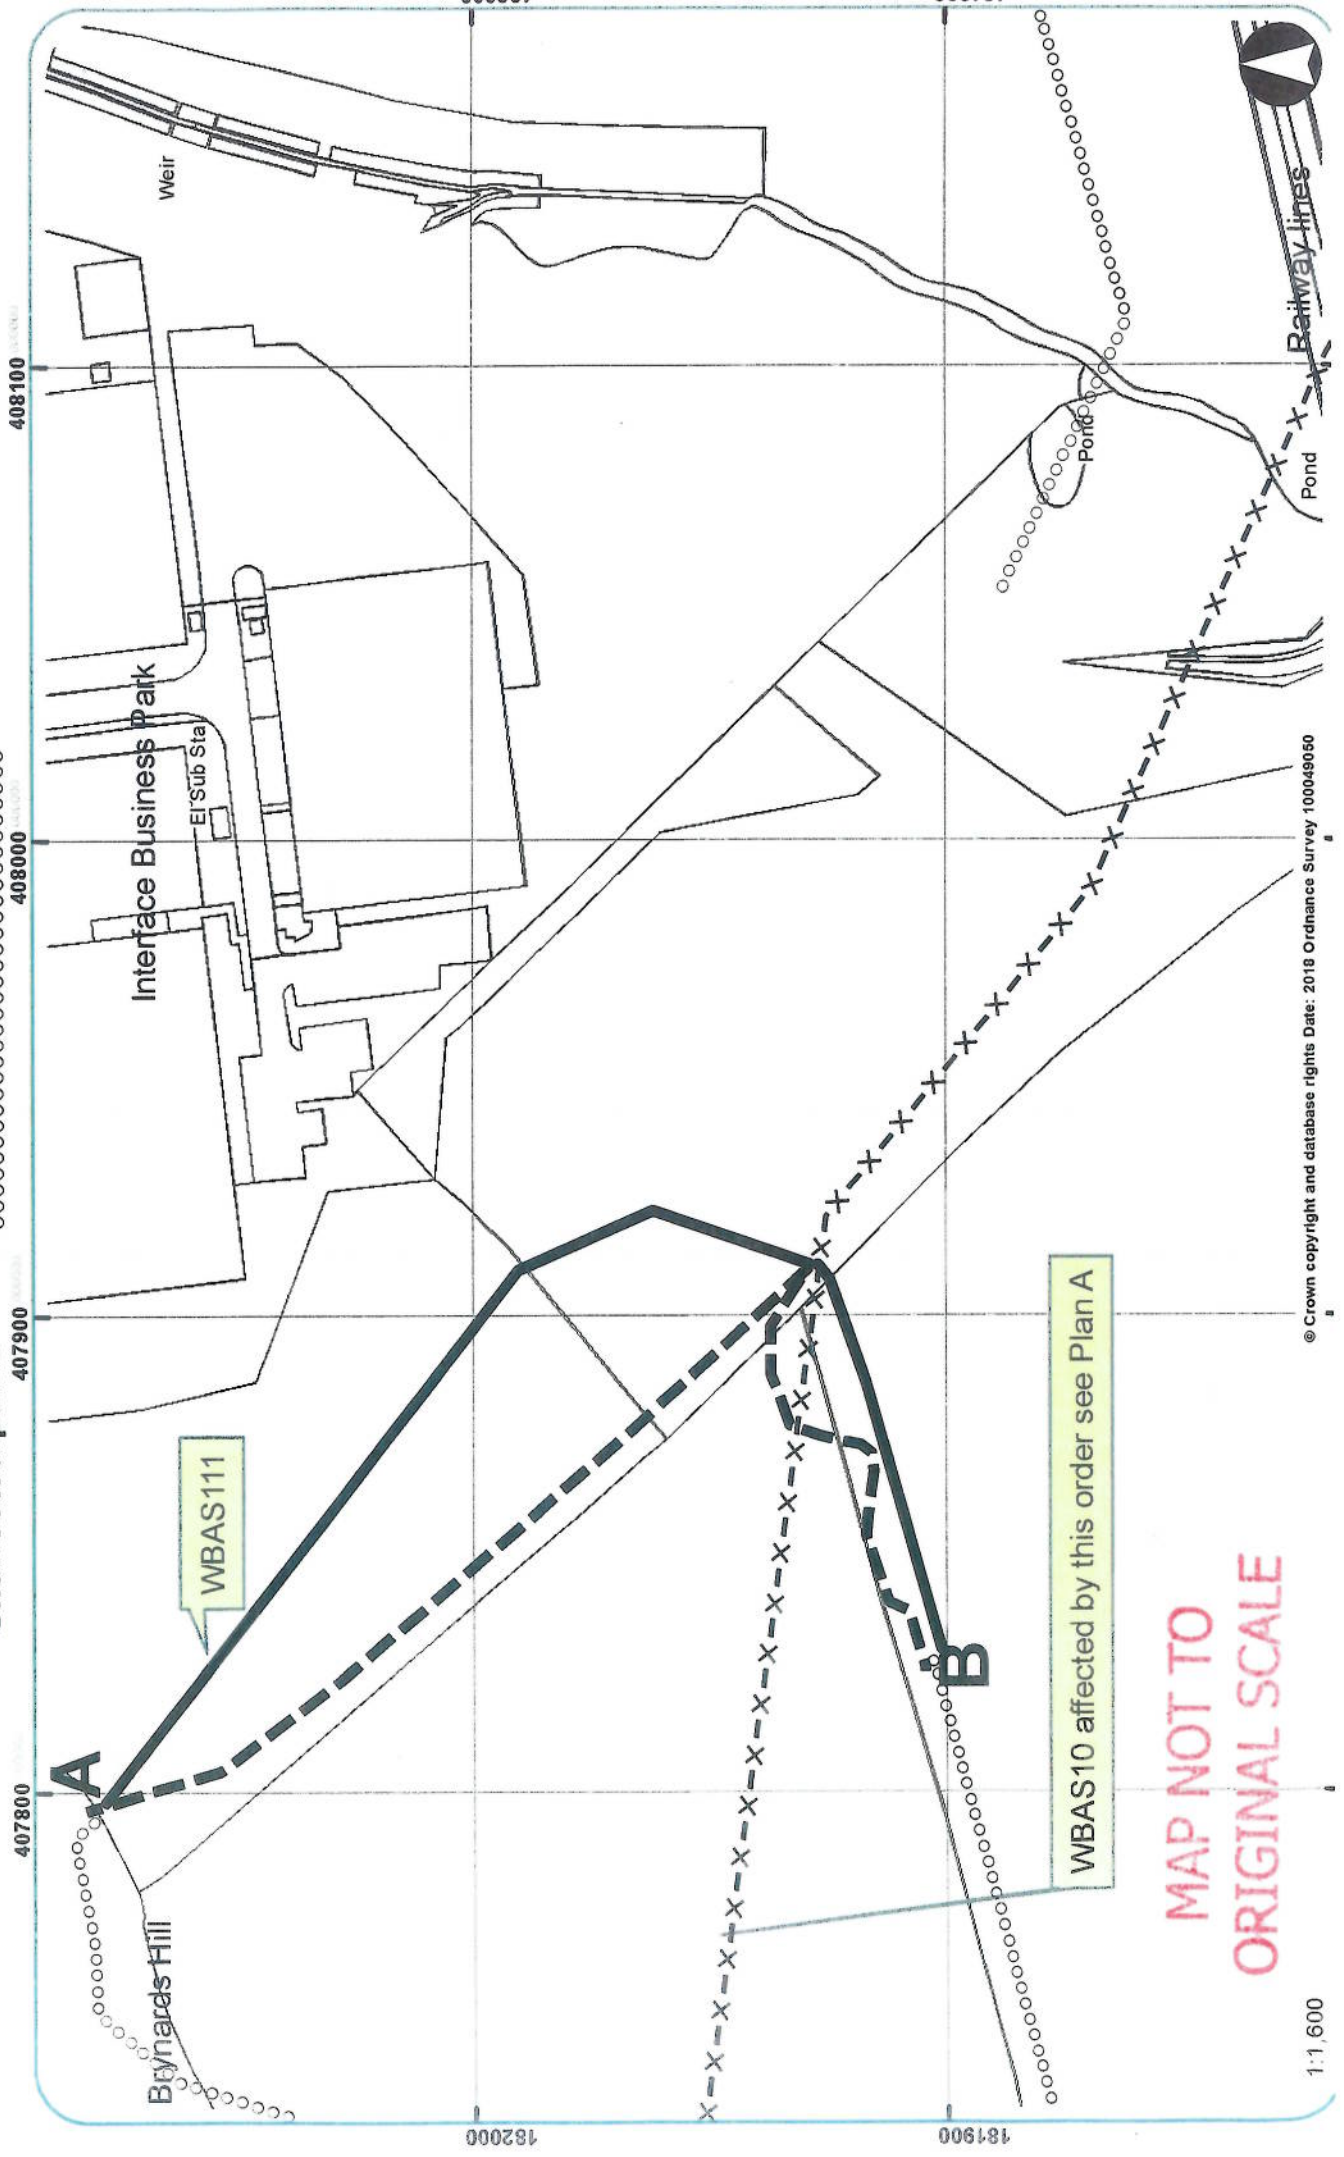 407800
407900
408000
408100
A
WBAS111
Brynards Hill
Interface Business Park
El Sub Sta
Weir
182000
181900
B
Pond
Pond
Railway lines
WBAS10 affected by this order see Plan A
MAP NOT TO
ORIGINAL SCALE
1:1,600
© Crown copyright and database rights Date: 2018 Ordnance Survey 100049050